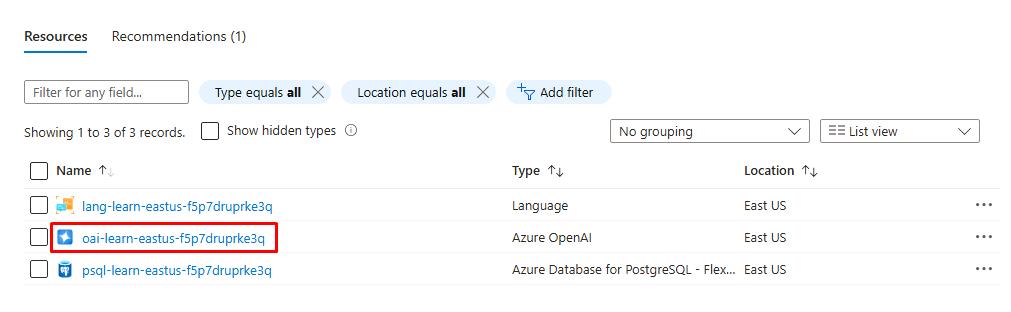 Resources Recommendations (1)
Filter for any field... Type equals all Location equals all Add filter
Showing 1 to 3 of 3 records. Show hidden types No grouping List view
Name Type Location
lang-learn-eastus-f5p7druprke3q Language East US
oai-learn-eastus-f5p7druprke3q Azure OpenAI East US
psql-learn-eastus-f5p7druprke3q Azure Database for PostgreSQL - Flex... East US